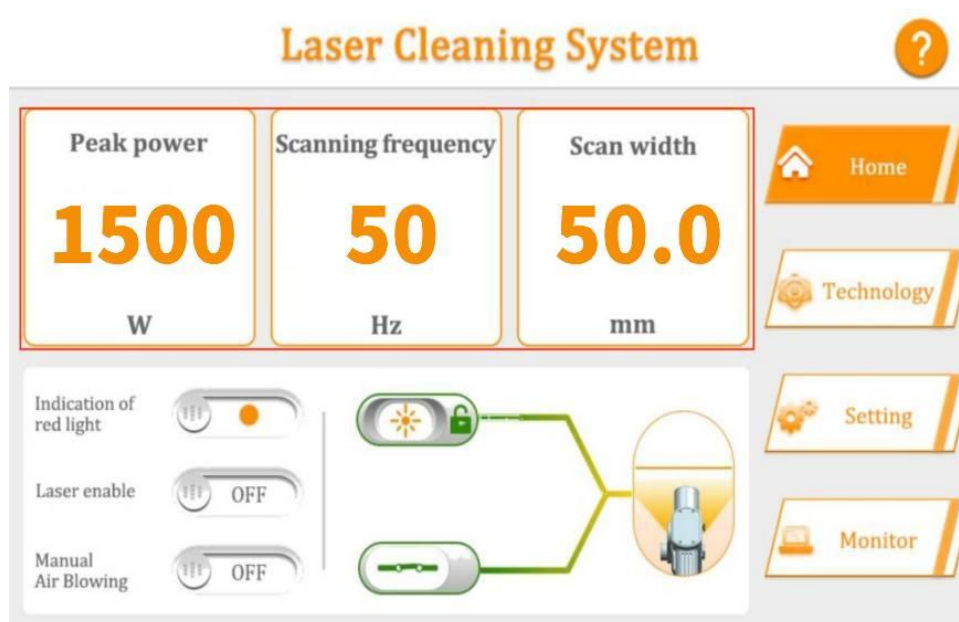 Laser Cleaning System
?
Peak power
1500
W
Scanning frequency
50
Hz
Scan width
50.0
mm
Indication of
red light
Laser enable
OFF
Manual
Air Blowing
OFF
Home
Technology
Setting
Monitor